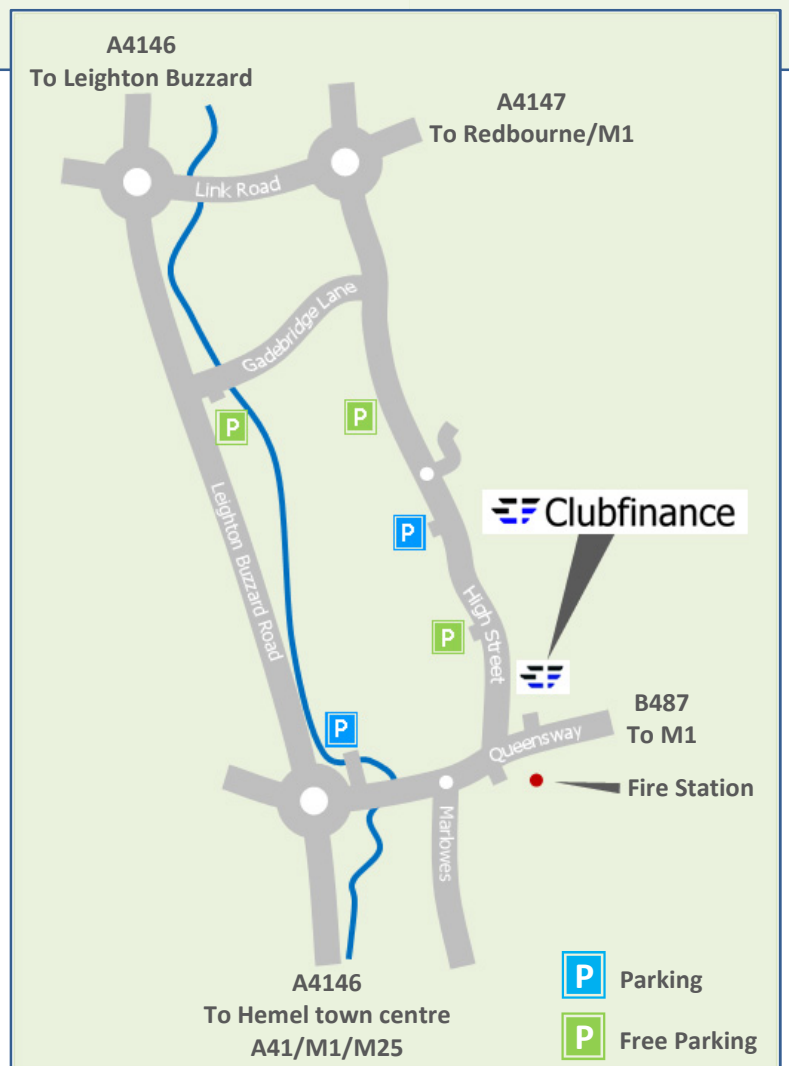 A4146
To Leighton Buzzard
A4147
To Redbourne/M1
Link Road
Gadebridge Lane
P
P
Leighton Buzzard Road
Clubfinance
P
High Street
P
B487
To M1
P
Queensway
Fire Station
Marlowes
A4146
To Hemel town centre
A41/M1/M25
P Parking
P Free Parking